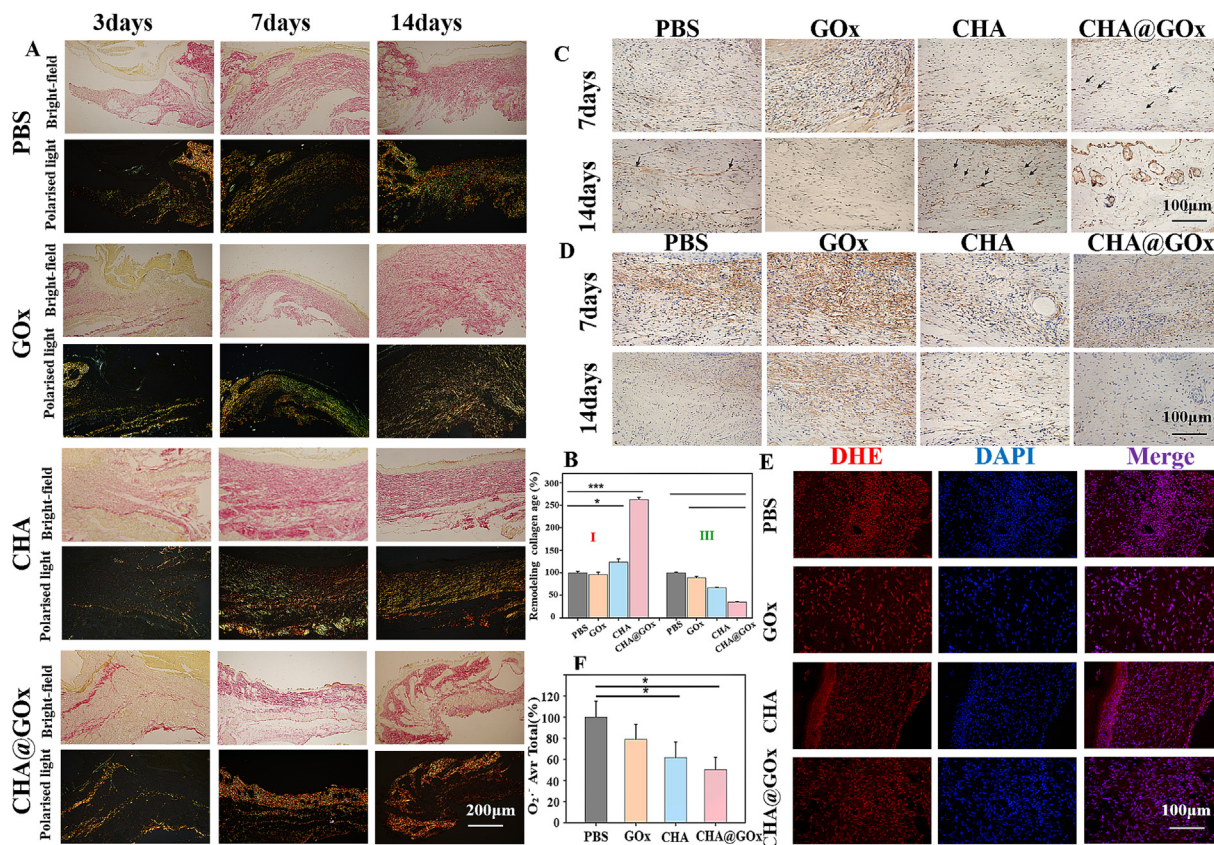 A
3days 7days 14days
PBS
Bright-field
Polarised light
GOx
Bright-field
Polarised light
CHA
Bright-field
Polarised light
CHA@GOx
Bright-field
Polarised light
200μm
B
Remodeling collagen age (%)
300
250
200
150
100
50
0
***
*
I
III
PBS GOx CHA CHA@GOx PBS GOx CHA CHA@GOx
C
PBS GOx CHA CHA@GOx
7days
14days
100μm
D
PBS GOx CHA CHA@GOx
7days
14days
100μm
E
DHE DAPI Merge
PBS
GOx
CHA
CHA@GOx
100μm
F
O₂·⁻ Avr Total(%)
120
100
80
60
40
20
0
*
*
PBS GOx CHA CHA@GOx